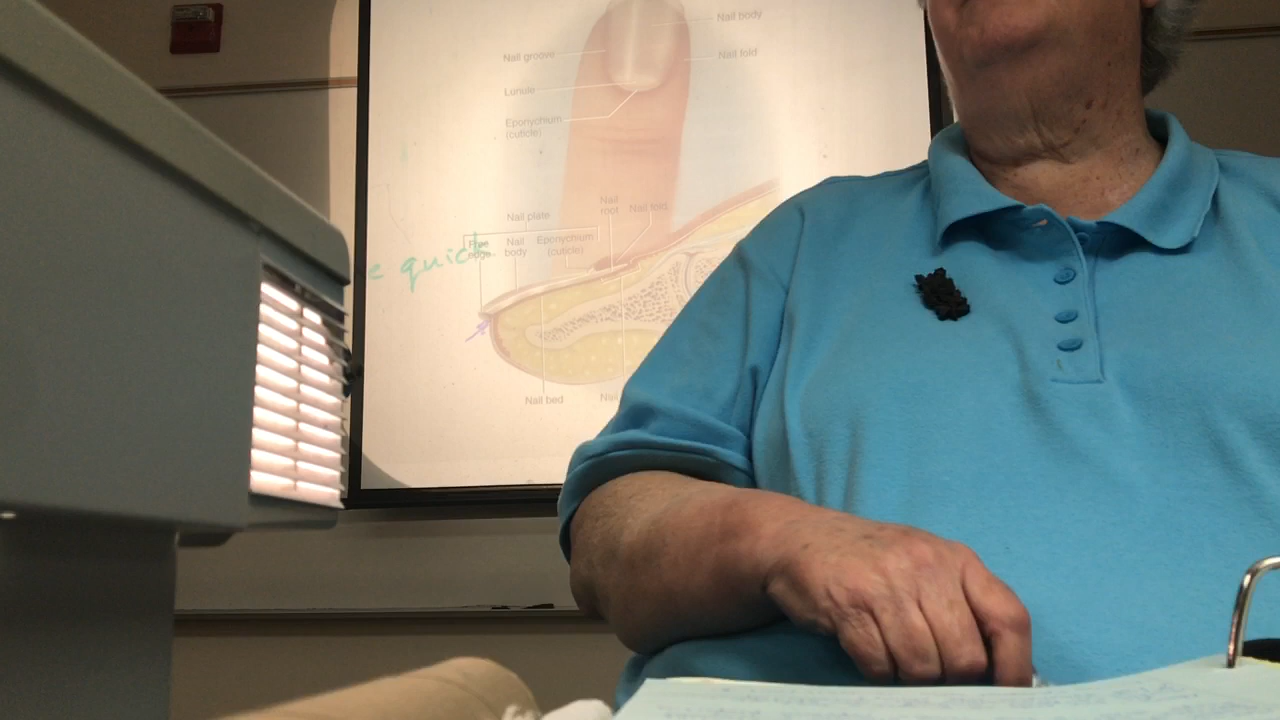 Nail body
Nail groove
Nail fold
Lunule
Eponychium
(cuticle)
Nail plate
Nail
root
Nail fold
Free
edge
Nail
body
Eponychium
(cuticle)
e quick
Nail bed
Nai